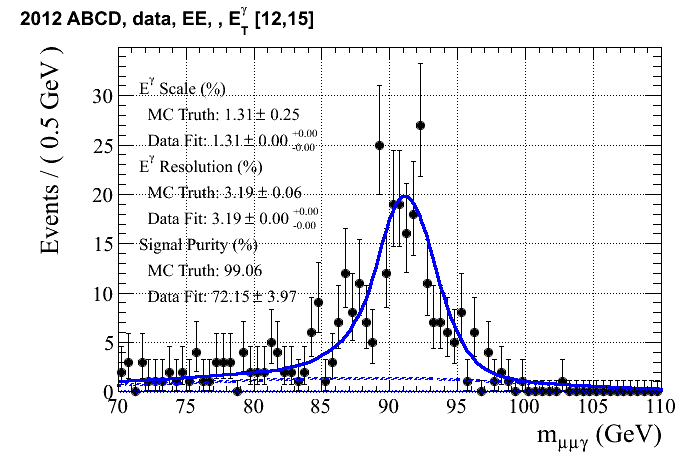 2012 ABCD, data, EE, , E_T^γ [12,15]
Events / ( 0.5 GeV )
E^γ Scale (%)
MC Truth: 1.31 ± 0.25
Data Fit: 1.31 ± 0.00 +0.00 -0.00
E^γ Resolution (%)
MC Truth: 3.19 ± 0.06
Data Fit: 3.19 ± 0.00 +0.00 -0.00
Signal Purity (%)
MC Truth: 99.06
Data Fit: 72.15 ± 3.97
30
25
20
15
10
5
0
70 75 80 85 90 95 100 105 110
m_μμγ (GeV)